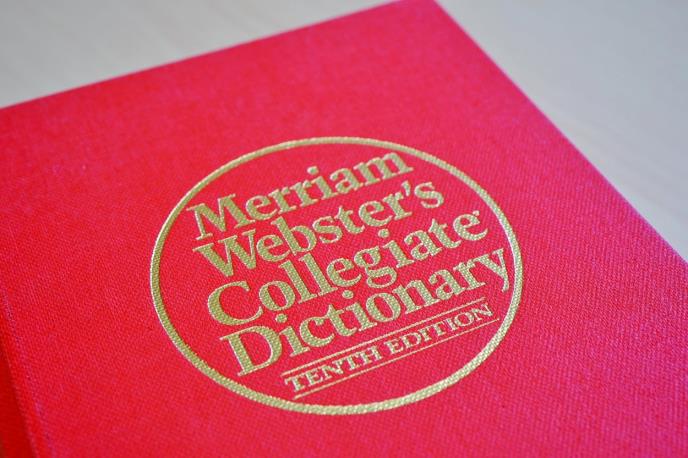 Merriam
Webster's
Collegiate®
Dictionary
TENTH EDITION